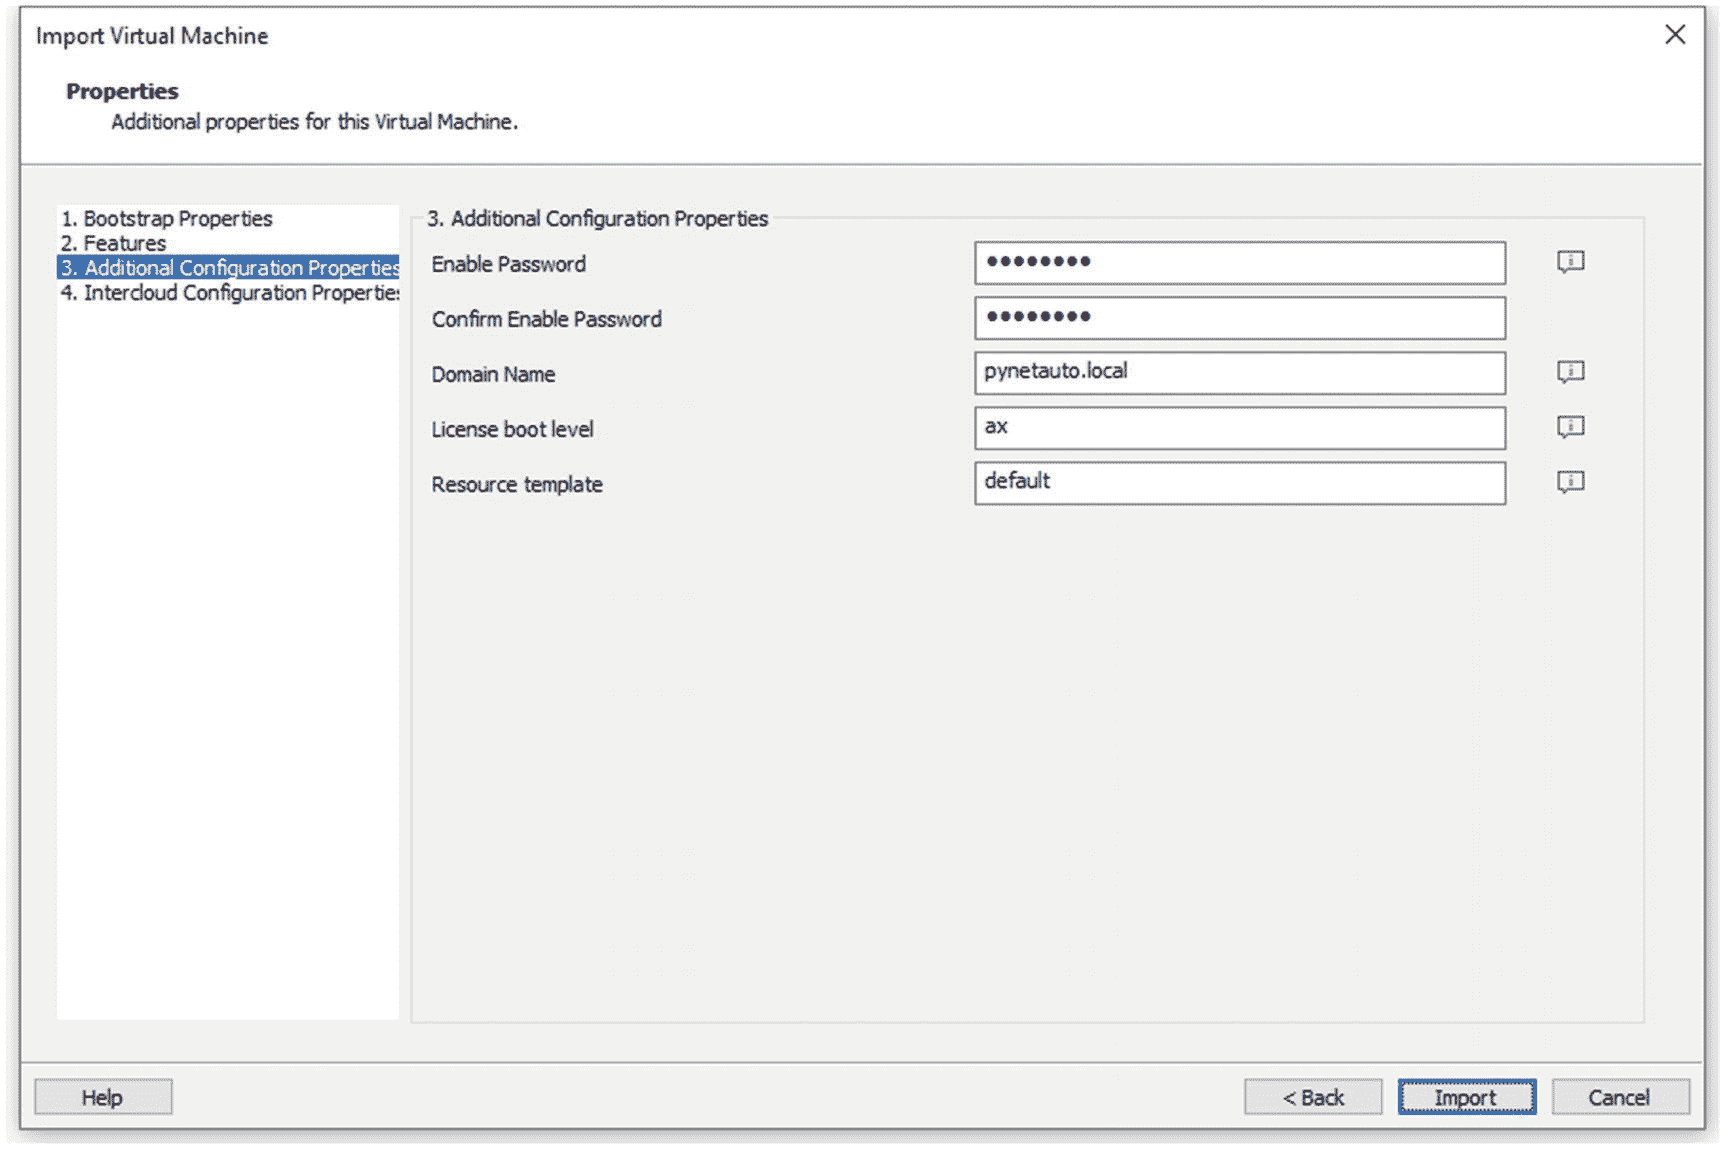 Import Virtual Machine
Properties
Additional properties for this Virtual Machine.
1. Bootstrap Properties
2. Features
3. Additional Configuration Properties
4. Intercloud Configuration Properties
3. Additional Configuration Properties
Enable Password ••••••••
Confirm Enable Password ••••••••
Domain Name pynetauto.local
License boot level ax
Resource template default
Help < Back Import Cancel